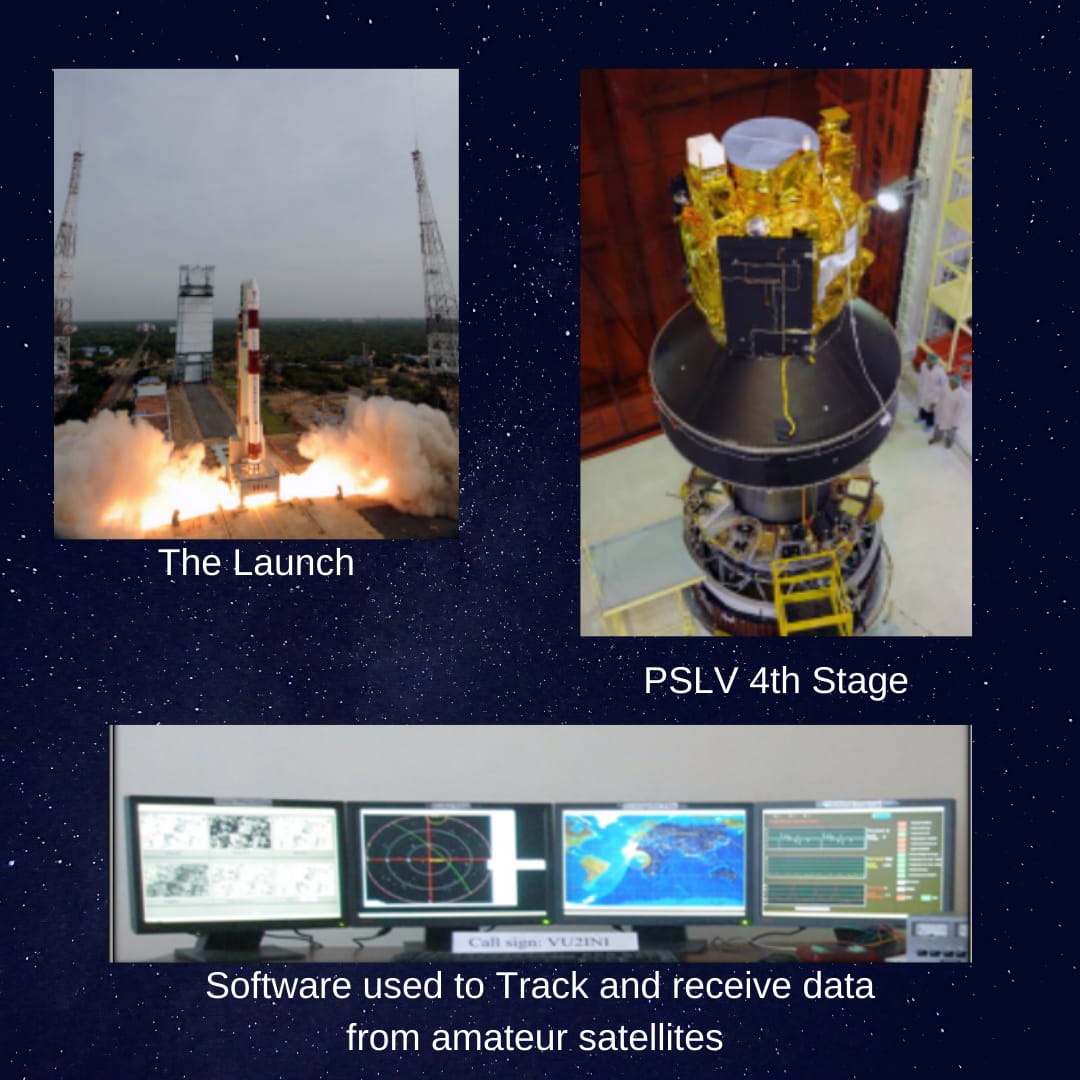 The Launch
PSLV 4th Stage
Call sign: VU2INI
Software used to Track and receive data
from amateur satellites